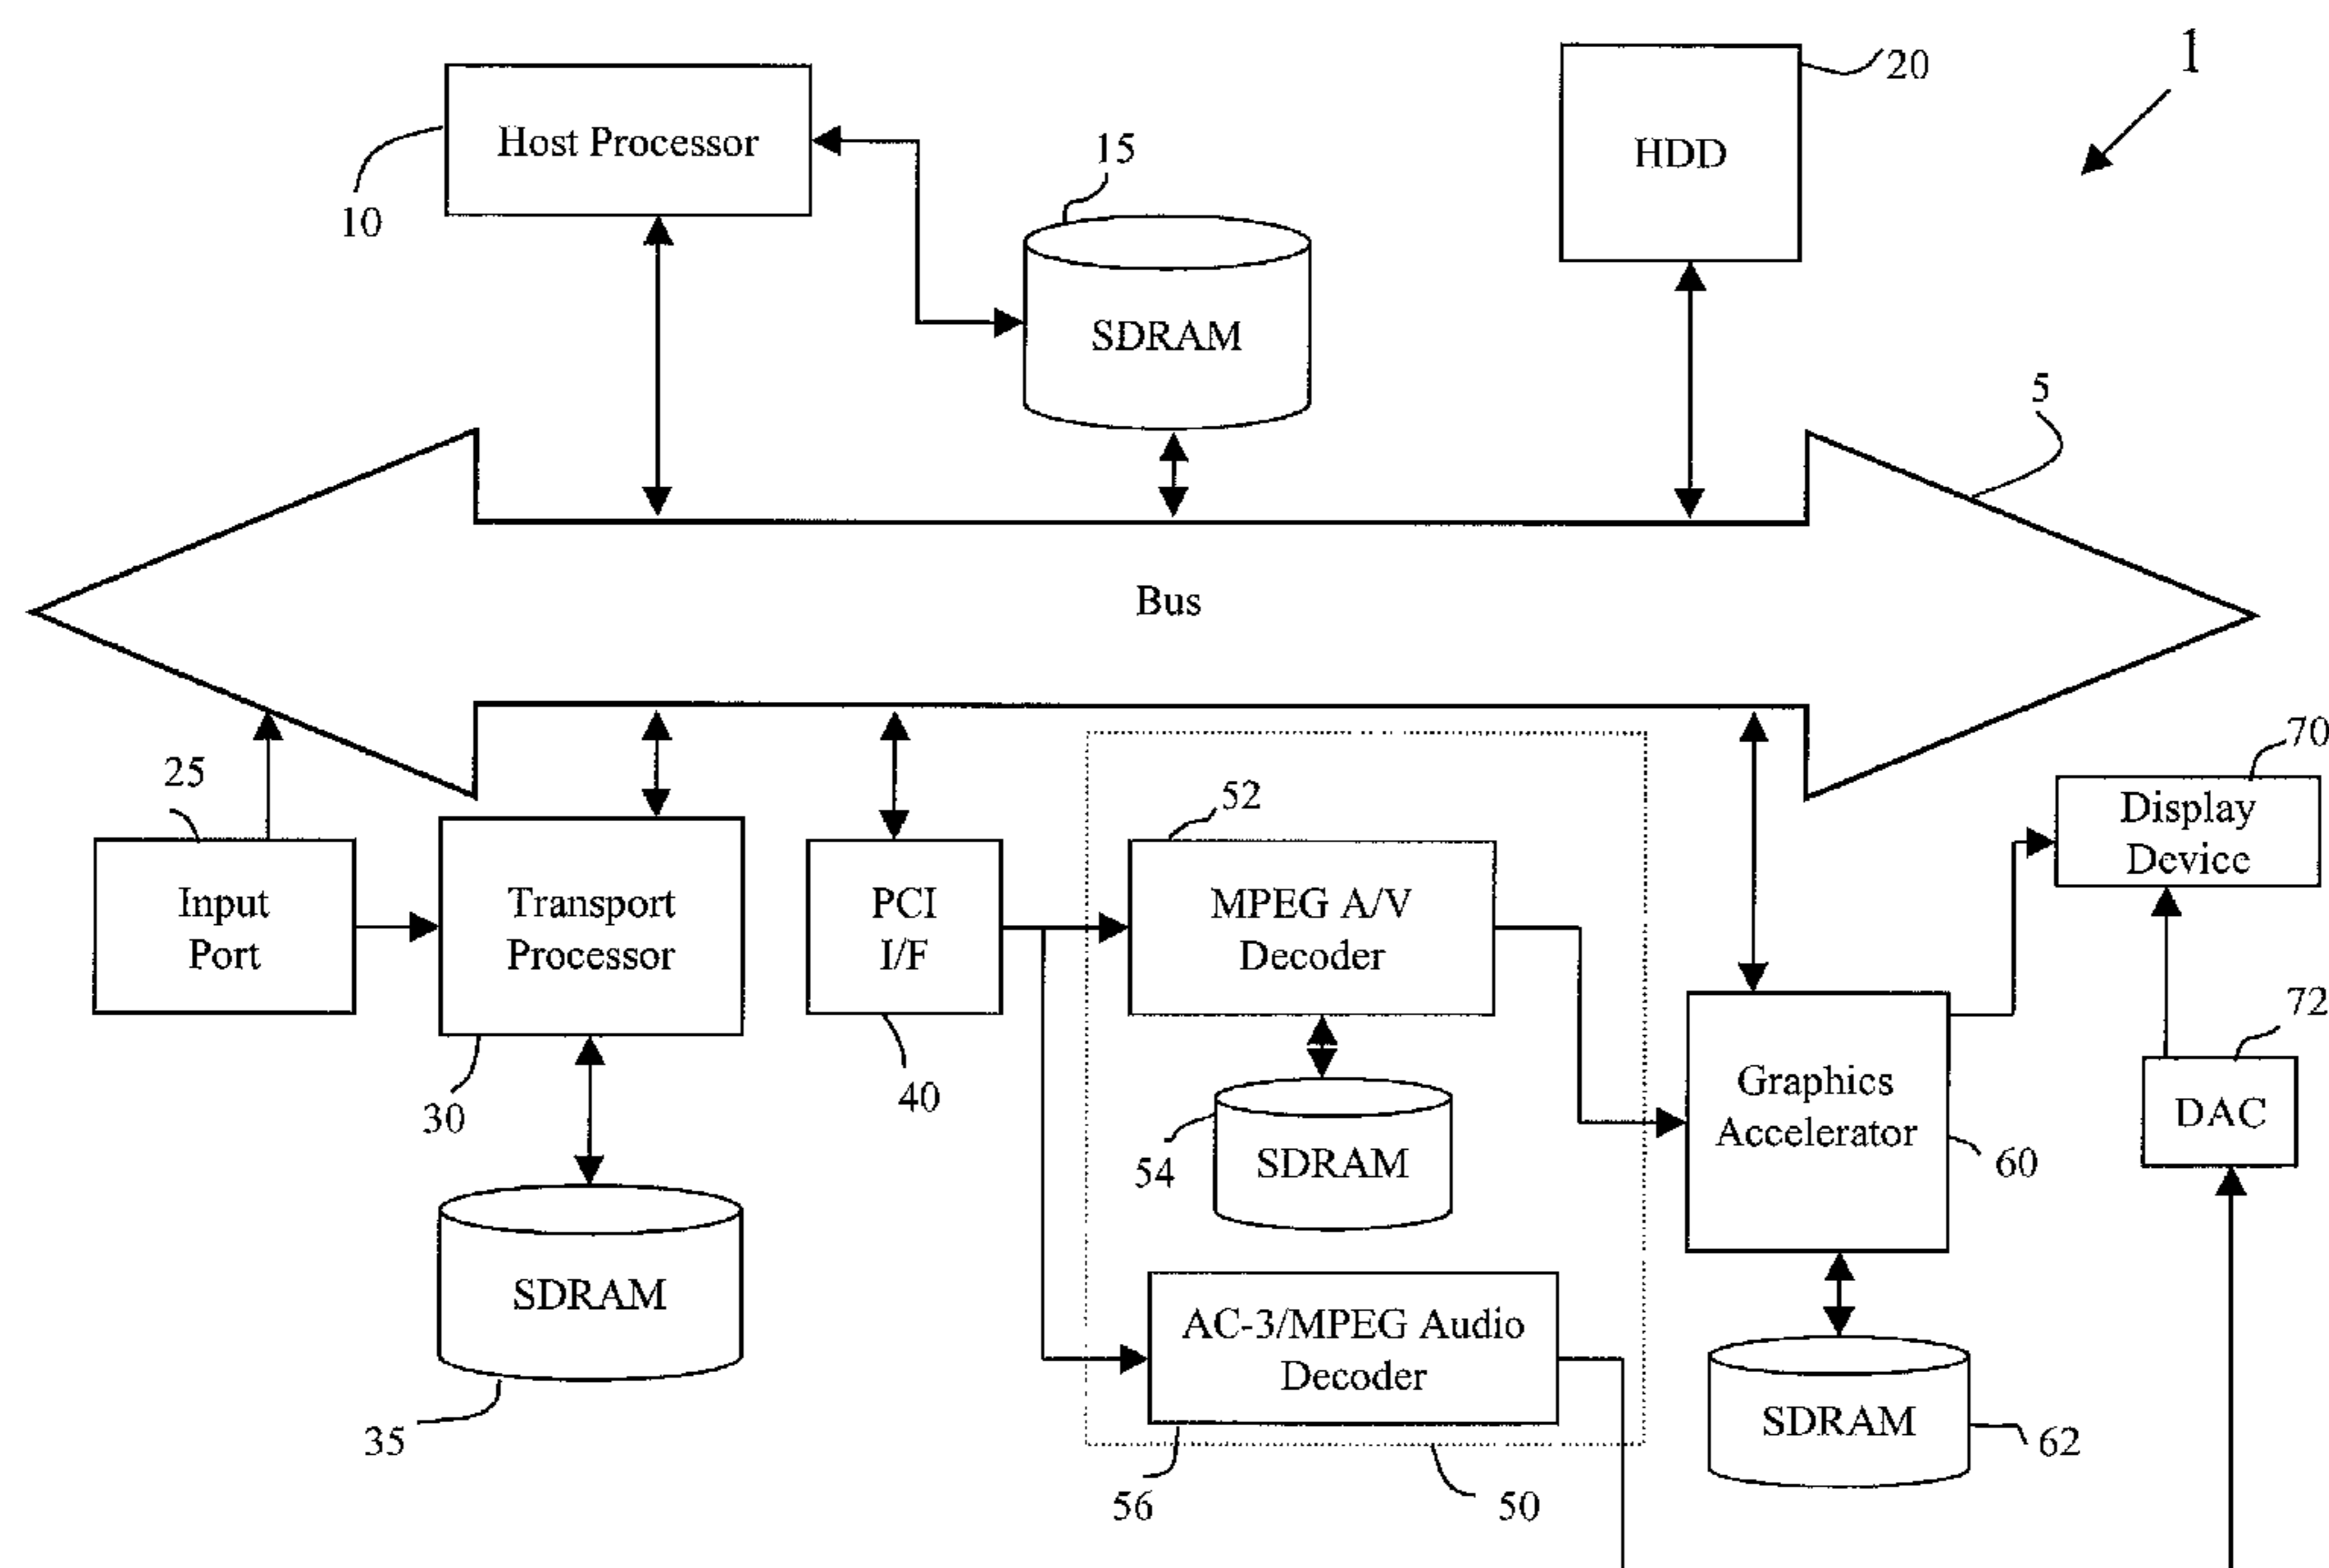 1
20
Host Processor
HDD
15
10
SDRAM
5
Bus
70
25
52
Display
Device
Input
Port
Transport
Processor
PCI
I/F
MPEG A/V
Decoder
72
30
40
54
SDRAM
Graphics
Accelerator
60
DAC
SDRAM
35
AC-3/MPEG Audio
Decoder
SDRAM
62
56
50